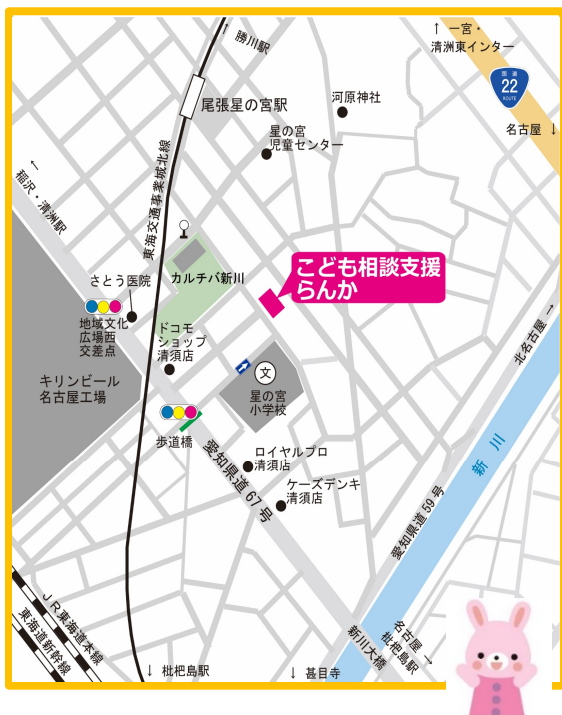 ↑ 一宮・
清洲東インター
↑
勝川駅
国道
22
ROUTE
名古屋 ↓
尾張星の宮駅
河原神社
星の宮
児童センター
←
稲沢・清洲駅
東海交通事業城北線
カルチバ新川
こども相談支援
らんか
さとう医院
地域文化
広場西
交差点
ドコモ
ショップ
清須店
北名古屋 →
キリンビール
名古屋工場
文
星の宮
小学校
歩道橋
愛知県道 67 号
ロイヤルプロ
清須店
ケーズデンキ
清須店
新川
愛知県道 59 号
JR東海道本線
東海道新幹線
↓ 枇杷島駅
↓ 甚目寺
新川大橋
名古屋
枇杷島駅 →